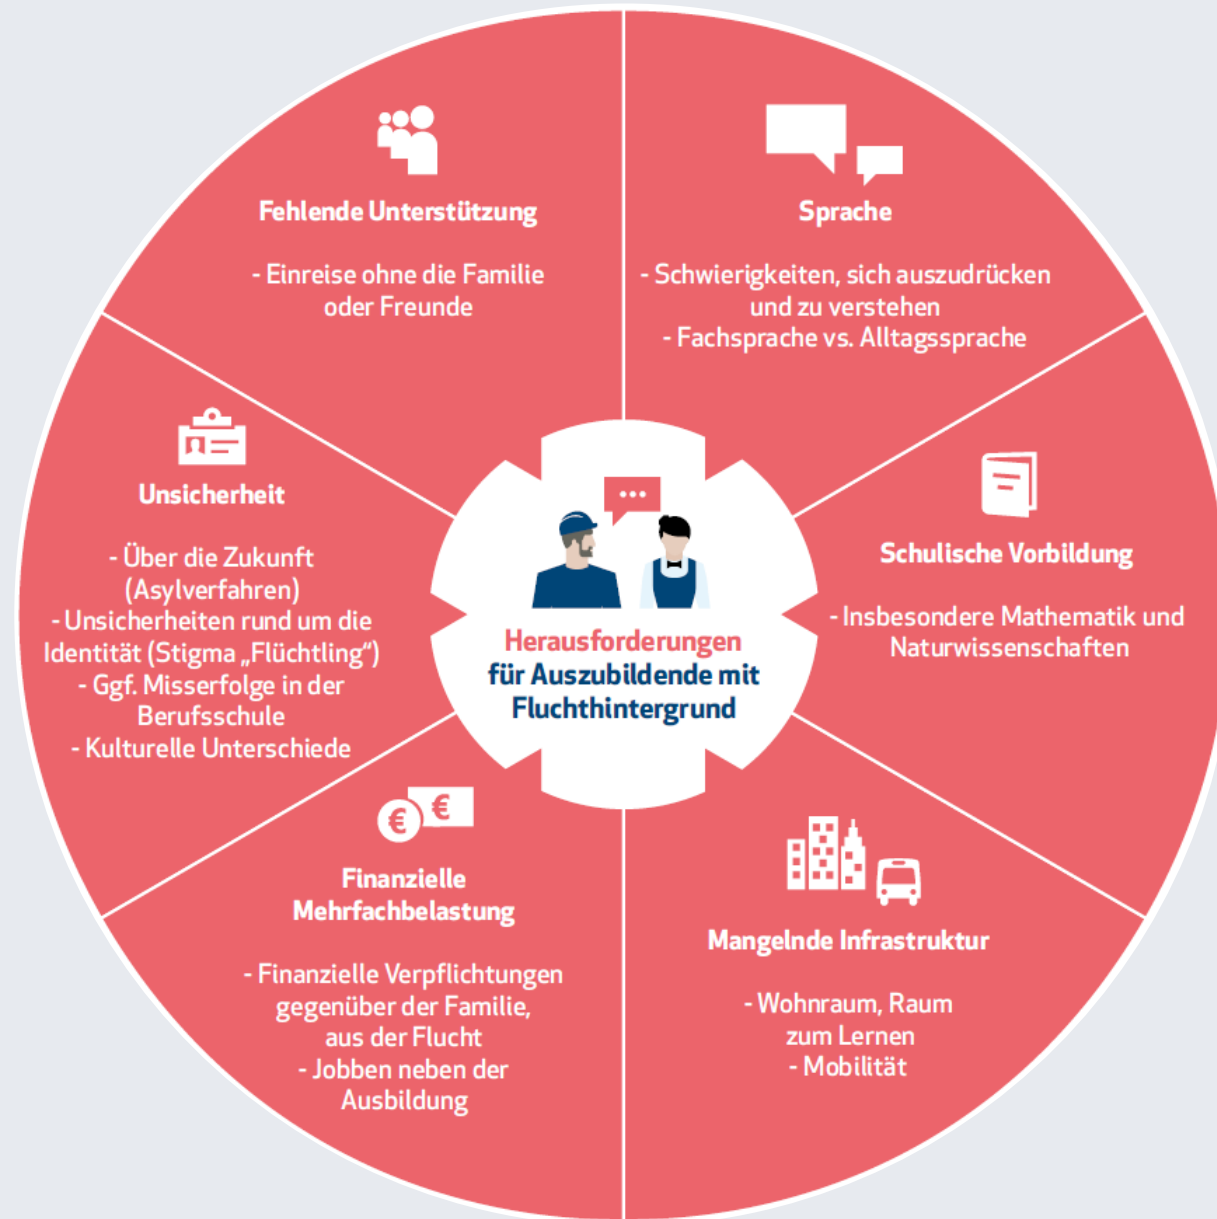 Fehlende Unterstützung
- Einreise ohne die Familie
oder Freunde
Sprache
- Schwierigkeiten, sich auszudrücken
und zu verstehen
- Fachsprache vs. Alltagssprache
Schulische Vorbildung
- Insbesondere Mathematik und
Naturwissenschaften
Mangelnde Infrastruktur
- Wohnraum, Raum
zum Lernen
- Mobilität
Finanzielle
Mehrfachbelastung
- Finanzielle Verpflichtungen
gegenüber der Familie,
aus der Flucht
- Jobben neben der
Ausbildung
Unsicherheit
- Über die Zukunft
(Asylverfahren)
- Unsicherheiten rund um die
Identität (Stigma „Flüchtling“)
- Ggf. Misserfolge in der
Berufsschule
- Kulturelle Unterschiede
Herausforderungen
für Auszubildende mit
Fluchthintergrund
€ €